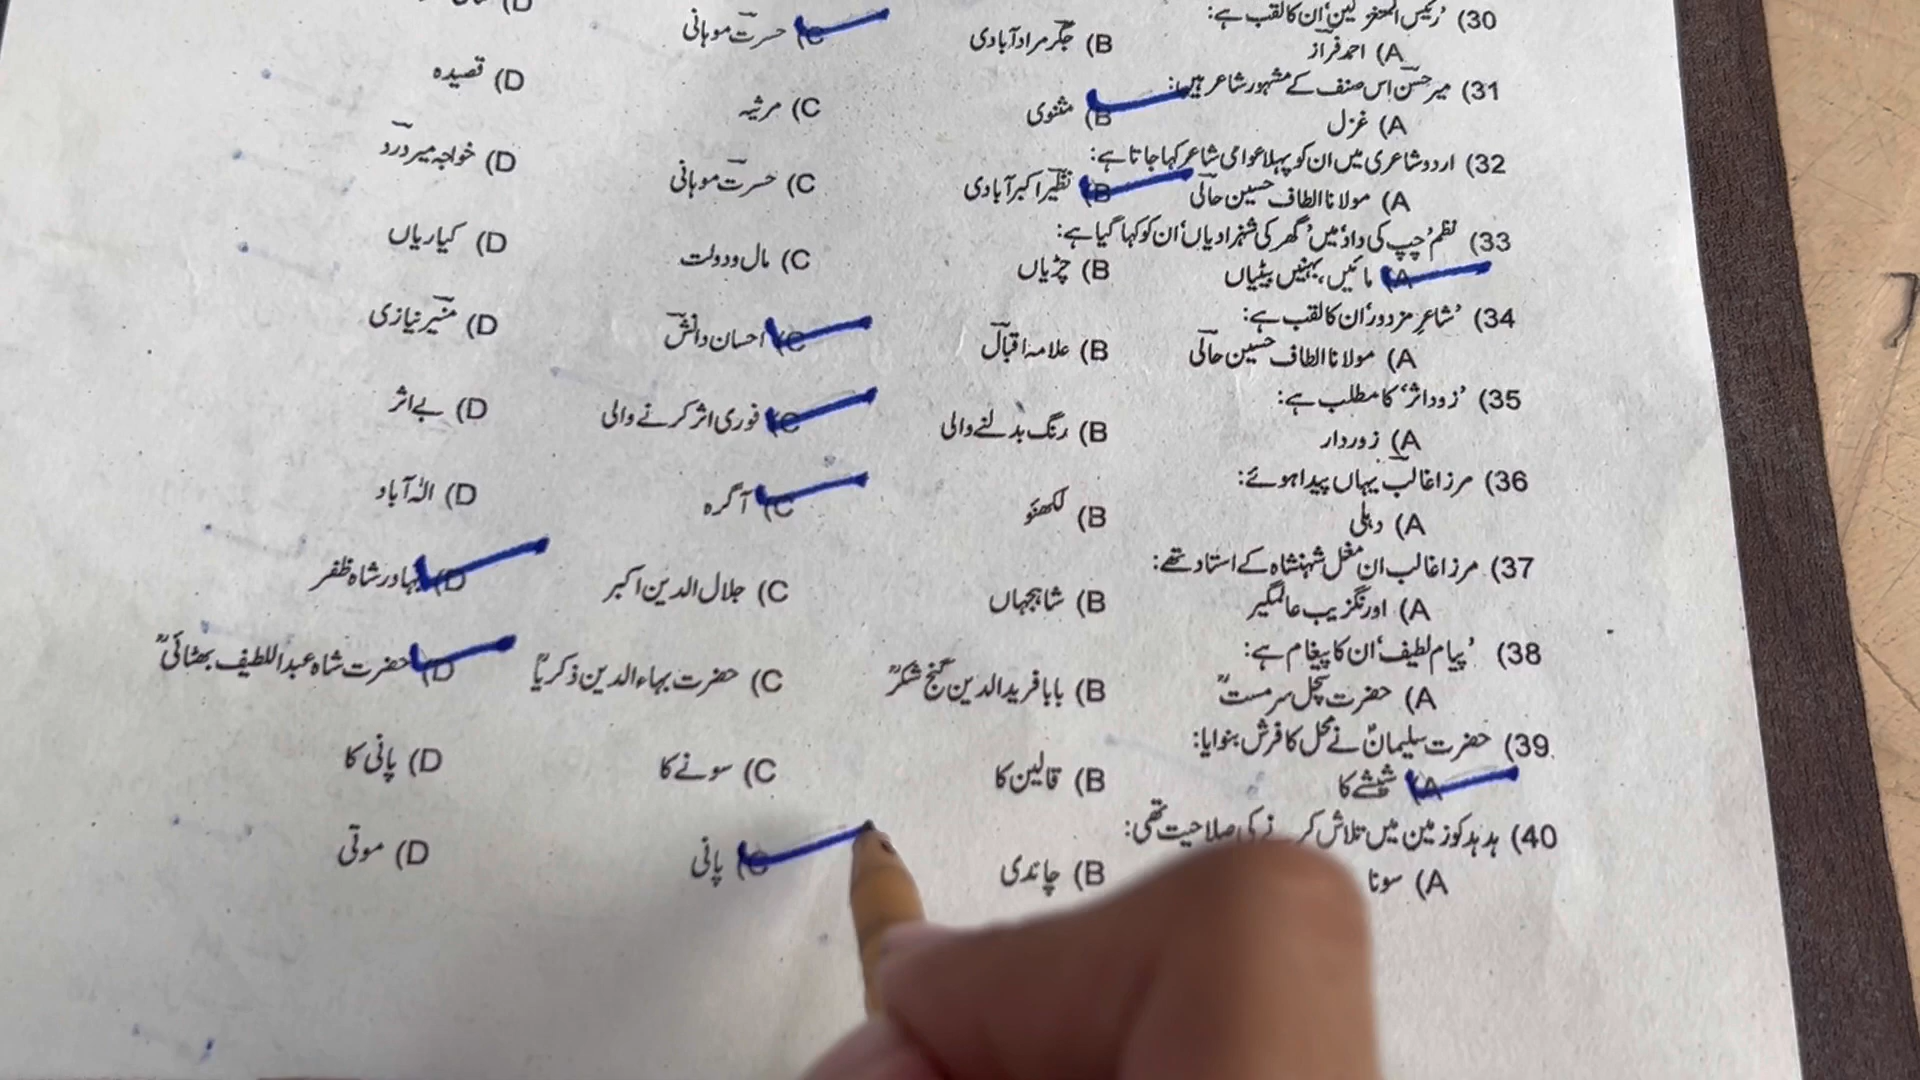 30) ’رئیس المتغزلین‘ ان کا لقب ہے:
A) احمد فراز B) جگر مراد آبادی C) حسرت موہانی D)
31) میر حسن اس صنف کے مشہور شاعر ہیں:
A) غزل B) مثنوی C) مرثیہ D) قصیدہ
32) اردو شاعری میں ان کو پہلا عوامی شاعر کہا جاتا ہے:
A) مولانا الطاف حسین حالی B) نظیر اکبر آبادی C) حسرت موہانی D) خواجہ میر درد
33) نظم ’چپ کی داد‘ میں ’گھر کی شہزادیاں‘ ان کو کہا گیا ہے:
A) مائیں، بہنیں بیٹیاں B) چڑیاں C) مال و دولت D) کیاریاں
34) ’شاعرِ مزدور‘ ان کا لقب ہے:
A) مولانا الطاف حسین حالی B) علامہ اقبال C) احسان دانش D) منیر نیازی
35) ’زود اثر‘ کا مطلب ہے:
A) زوردار B) رنگ بدلنے والی C) فوری اثر کرنے والی D) بے اثر
36) مرزا غالب یہاں پیدا ہوئے:
A) دہلی B) لکھنؤ C) آگرہ D) الٰہ آباد
37) مرزا غالب ان مغل شہنشاہ کے استاد تھے:
A) اورنگزیب عالمگیر B) شاہجہاں C) جلال الدین اکبر D) بہادر شاہ ظفر
38) ’پیام لطیف‘ ان کا پیغام ہے:
A) حضرت سچل سرمستؒ B) بابا فرید الدین گنج شکرؒ C) حضرت بہاء الدین ذکریاؒ D) حضرت شاہ عبداللطیف بھٹائیؒ
39) حضرت سلیمانؑ نے محل کا فرش بنوایا:
A) شیشے کا B) قالین کا C) سونے کا D) پانی کا
40) ہدہد کو زمین میں تلاش کرنے کی صلاحیت تھی:
A) سونا B) چاندی C) پانی D) موتی